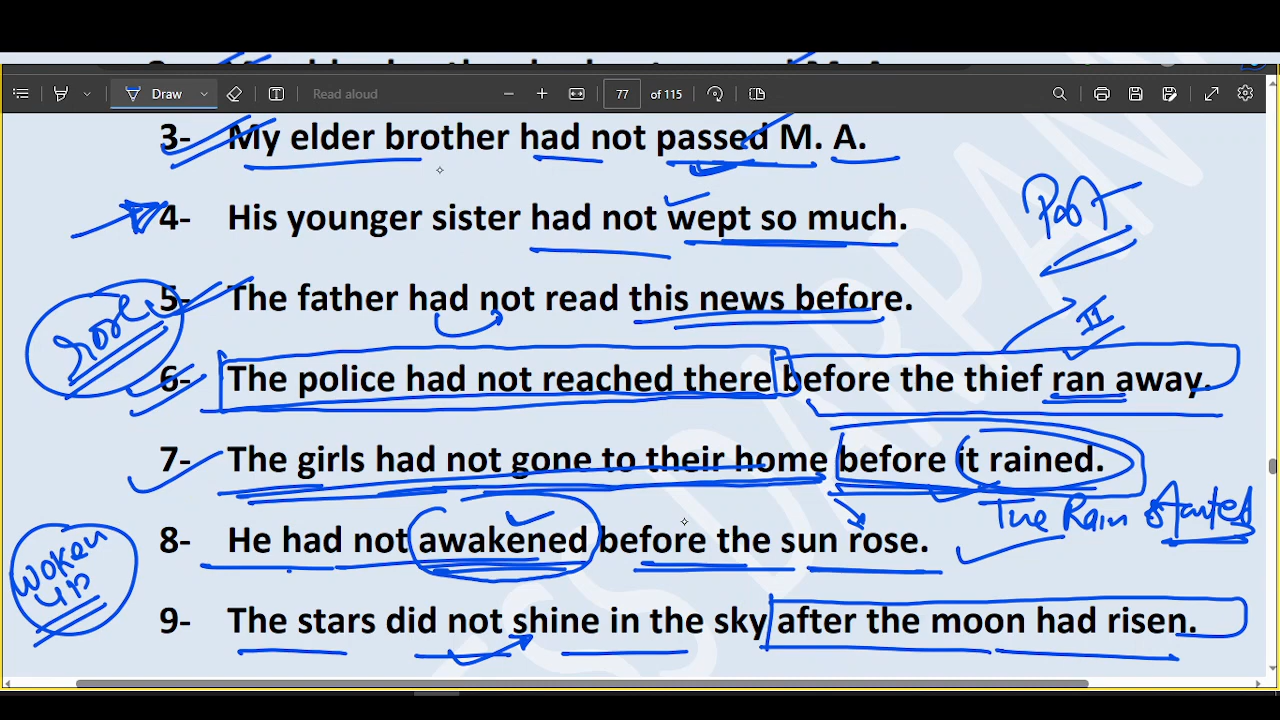 Draw
Read aloud
77
of 115
3- My elder brother had not passed M. A.
4- His younger sister had not wept so much.
5- The father had not read this news before.
II
6- The police had not reached there before the thief ran away.
7- The girls had not gone to their home before it rained.
The Rain started
8- He had not awakened before the sun rose.
woken
up
9- The stars did not shine in the sky after the moon had risen.